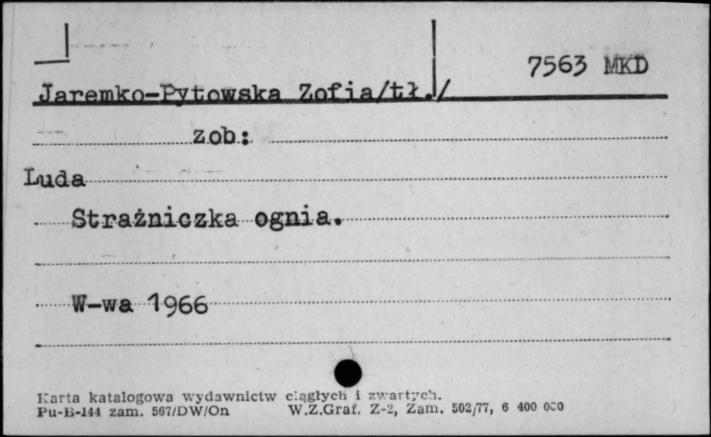 7563 MKD
Jaremko-Pytowska Zofia/tł./
zob:
Luda
Strażniczka ognia.
W-wa 1966
Karta katalogowa wydawnictw ciągłych i zwartych.
Pu-B-144 zam. 567/DW/On W.Z.Graf. Z-2, Zam. 502/77, 6 400 000